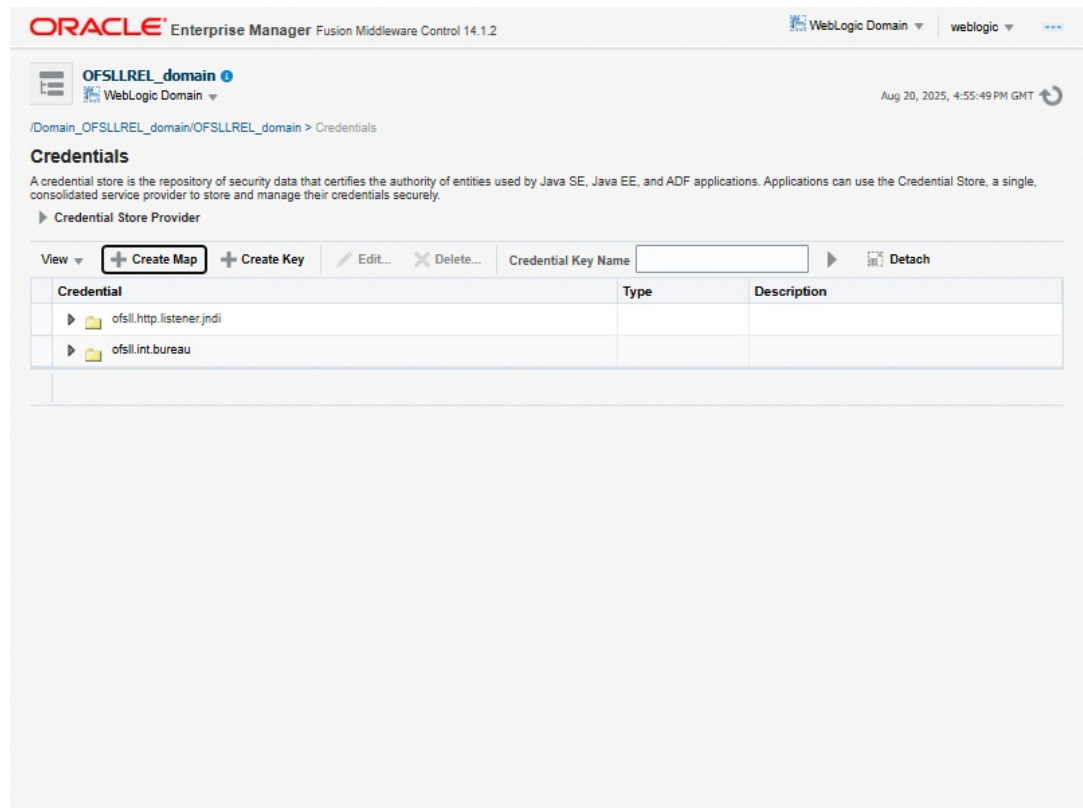 ORACLE Enterprise Manager Fusion Middleware Control 14.1.2 WebLogic Domain weblogic
OFSLLREL_domain
WebLogic Domain
Aug 20, 2025, 4:55:49 PM GMT
/Domain_OFSLLREL_domain/OFSLLREL_domain > Credentials
Credentials
A credential store is the repository of security data that certifies the authority of entities used by Java SE, Java EE, and ADF applications. Applications can use the Credential Store, a single,
consolidated service provider to store and manage their credentials securely.
Credential Store Provider
View Create Map Create Key Edit... Delete... Credential Key Name Detach
Credential Type Description
ofsll.http.listener.jndi
ofsll.int.bureau